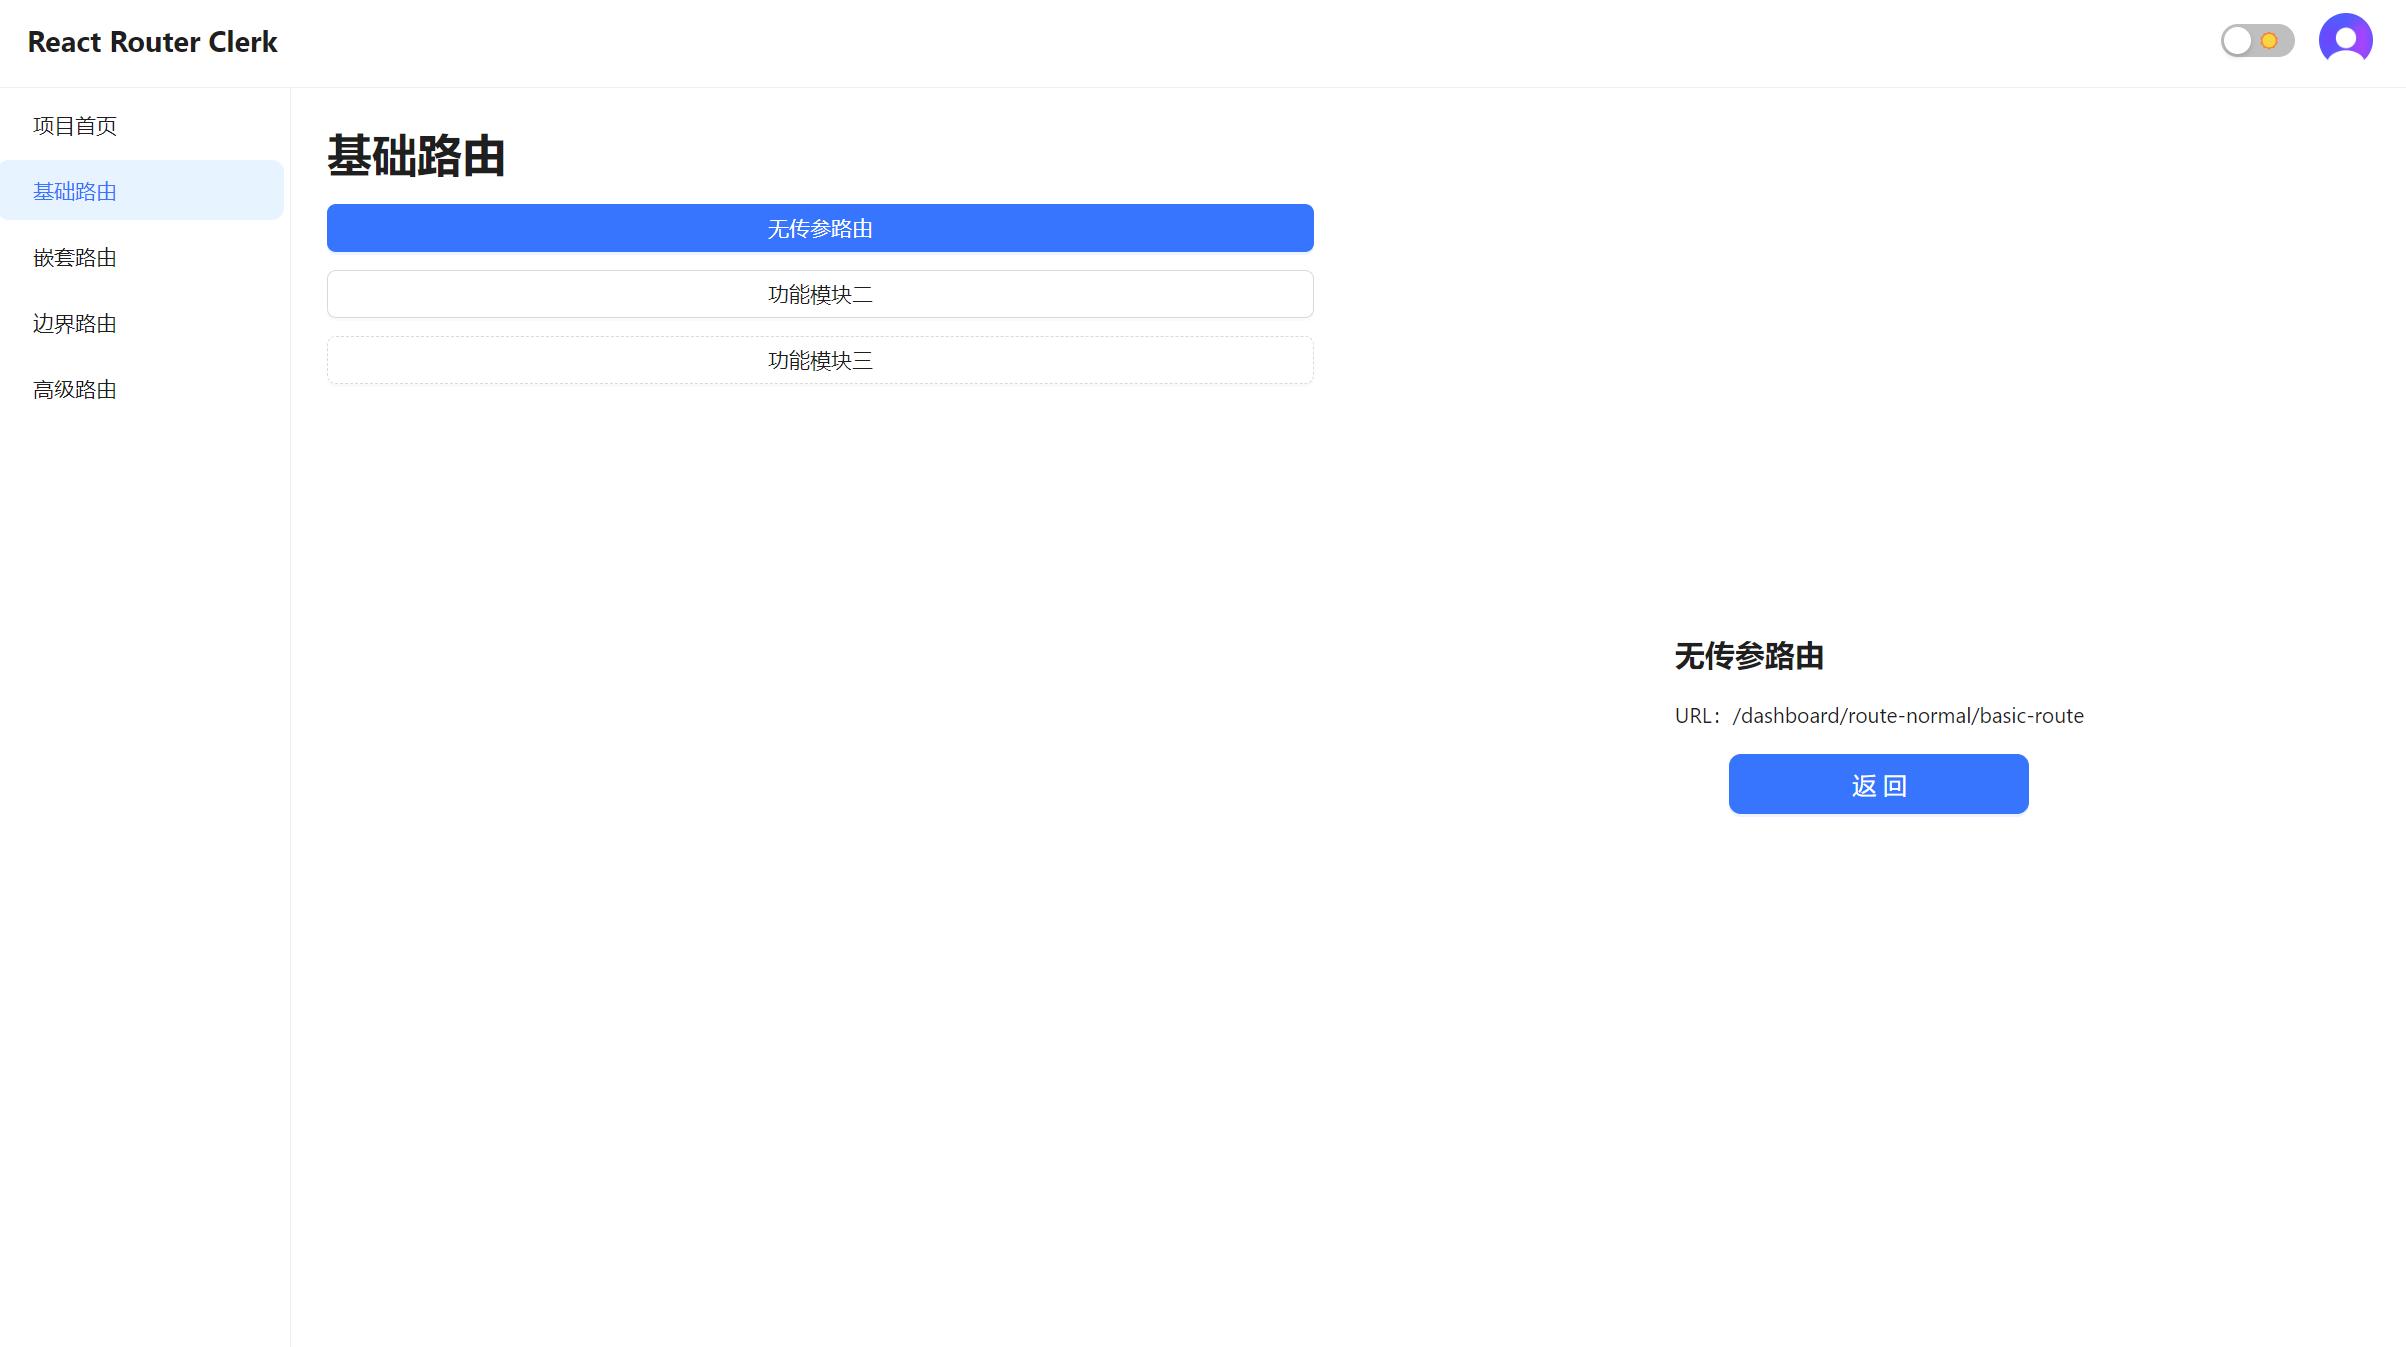 React Router Clerk
项目首页
基础路由
嵌套路由
边界路由
高级路由
基础路由
无传参路由
功能模块二
功能模块三
无传参路由
URL：/dashboard/route-normal/basic-route
返 回